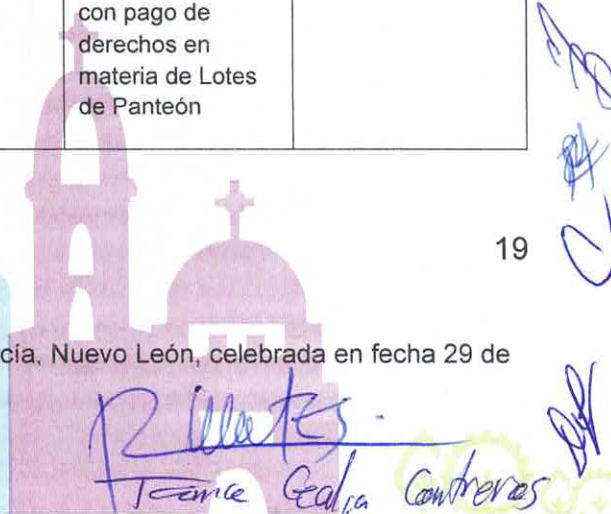 con pago de
derechos en
materia de Lotes
de Panteón
19
cía, Nuevo León, celebrada en fecha 29 de
Contreras